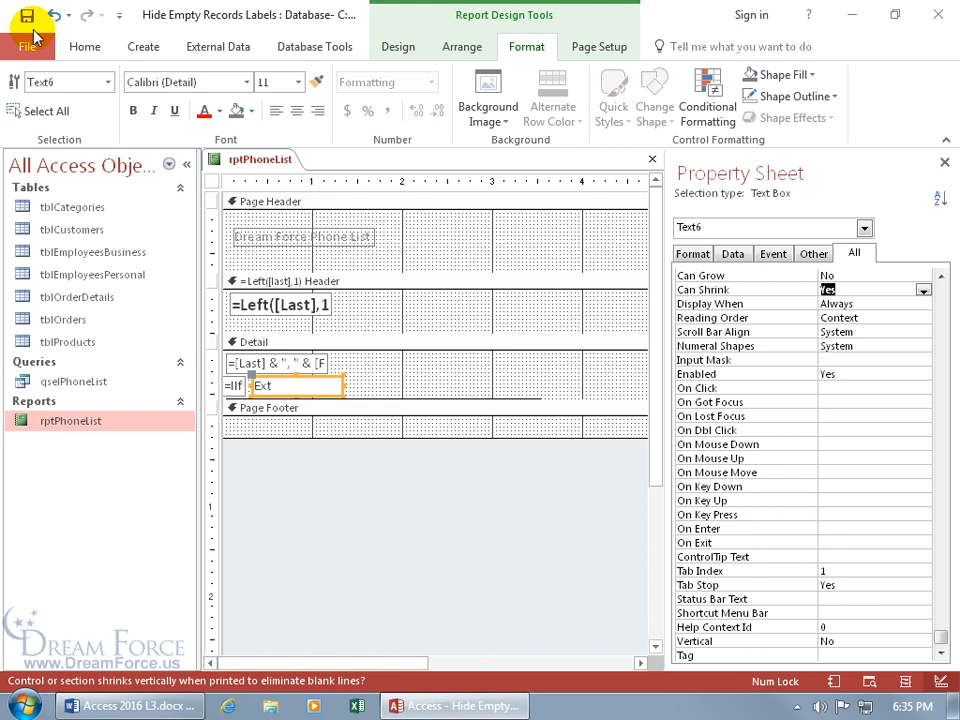 Hide Empty Records Labels : Database- C:...
Report Design Tools
Sign in
?
File
Home
Create
External Data
Database Tools
Design
Arrange
Format
Page Setup
Tell me what you want to do
Text6
Select All
Selection
Calibri (Detail)
11
B I U A
Font
Formatting
$ % , .00
Number
Background Image
Alternate Row Color
Background
Quick Styles
Change Shape
Conditional Formatting
Shape Fill
Shape Outline
Shape Effects
Control Formatting
All Access Obje...
Tables
tblCategories
tblCustomers
tblEmployeesBusiness
tblEmployeesPersonal
tblOrderDetails
tblOrders
tblProducts
Queries
qselPhoneList
Reports
rptPhoneList
rptPhoneList
1 2 3 4
Page Header
Dream Force Phone List
=Left([last],1) Header
=Left([Last],1
Detail
=[Last] & ", " & [F
=IIf
Ext
Page Footer
1
2
Property Sheet
Selection type: Text Box
Text6
Format Data Event Other All
Can Grow No
Can Shrink Yes
Display When Always
Reading Order Context
Scroll Bar Align System
Numeral Shapes System
Input Mask
Enabled Yes
On Click
On Got Focus
On Lost Focus
On Dbl Click
On Mouse Down
On Mouse Up
On Mouse Move
On Key Down
On Key Up
On Key Press
On Enter
On Exit
ControlTip Text
Tab Index 1
Tab Stop Yes
Status Bar Text
Shortcut Menu Bar
Help Context Id 0
Vertical No
Tag
DREAM FORCE
www.DreamForce.us
Control or section shrinks vertically when printed to eliminate blank lines?
Num Lock
Access 2016 L3.docx ...
Access - Hide Empty...
6:35 PM